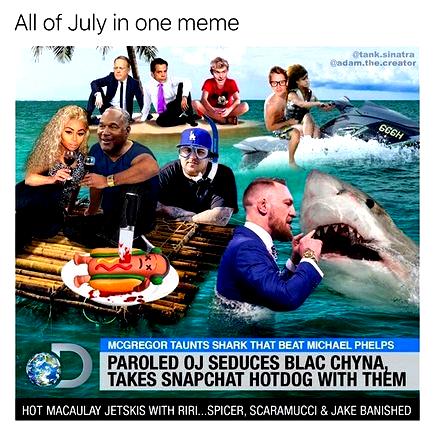 All of July in one meme
@tank.sinatra
@adam.the.creator
666H
MCGREGOR TAUNTS SHARK THAT BEAT MICHAEL PHELPS
PAROLED OJ SEDUCES BLAC CHYNA,
TAKES SNAPCHAT HOTDOG WITH THEM
HOT MACAULAY JETSKIS WITH RIRI...SPICER, SCARAMUCCI & JAKE BANISHED